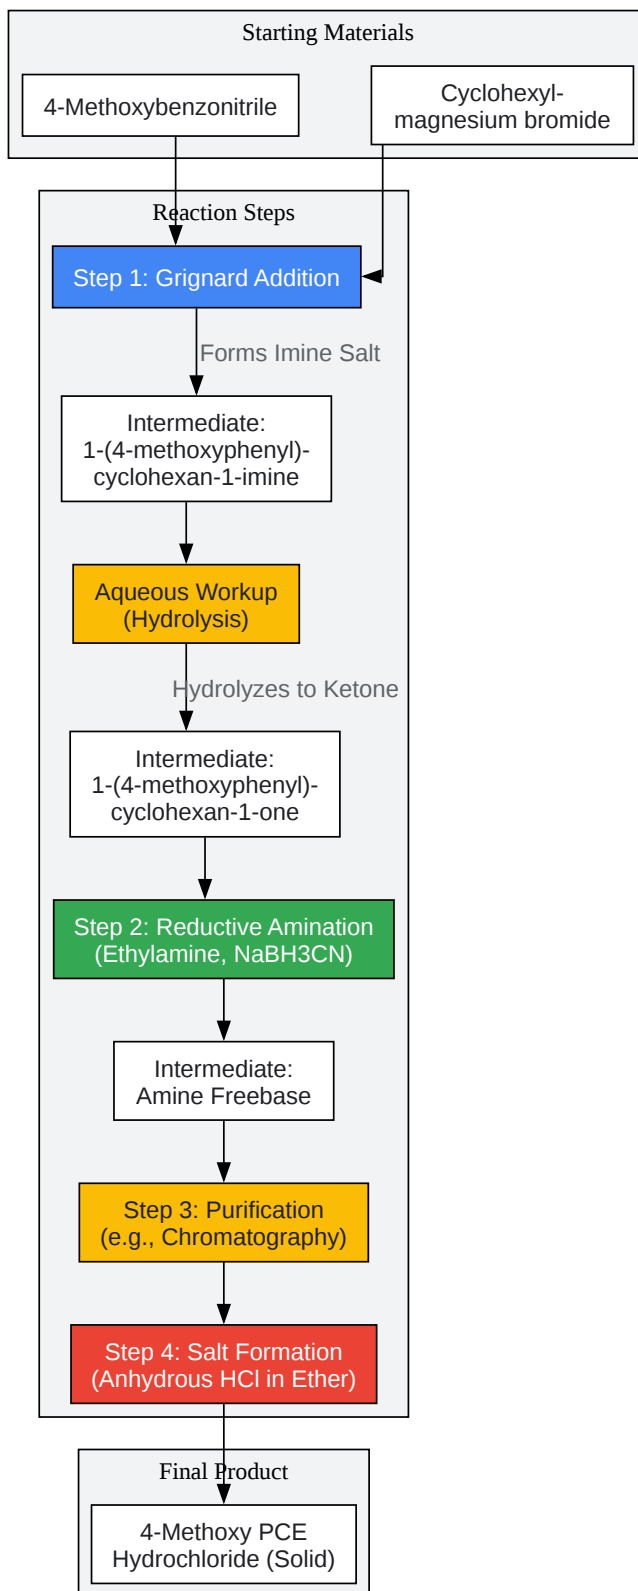 Starting Materials
4-Methoxybenzonitrile
Cyclohexyl-
magnesium bromide
Reaction Steps
Step 1: Grignard Addition
Forms Imine Salt
Intermediate:
1-(4-methoxyphenyl)-
cyclohexan-1-imine
Aqueous Workup
(Hydrolysis)
Hydrolyzes to Ketone
Intermediate:
1-(4-methoxyphenyl)-
cyclohexan-1-one
Step 2: Reductive Amination
(Ethylamine, NaBH3CN)
Intermediate:
Amine Freebase
Step 3: Purification
(e.g., Chromatography)
Step 4: Salt Formation
(Anhydrous HCl in Ether)
Final Product
4-Methoxy PCE
Hydrochloride (Solid)